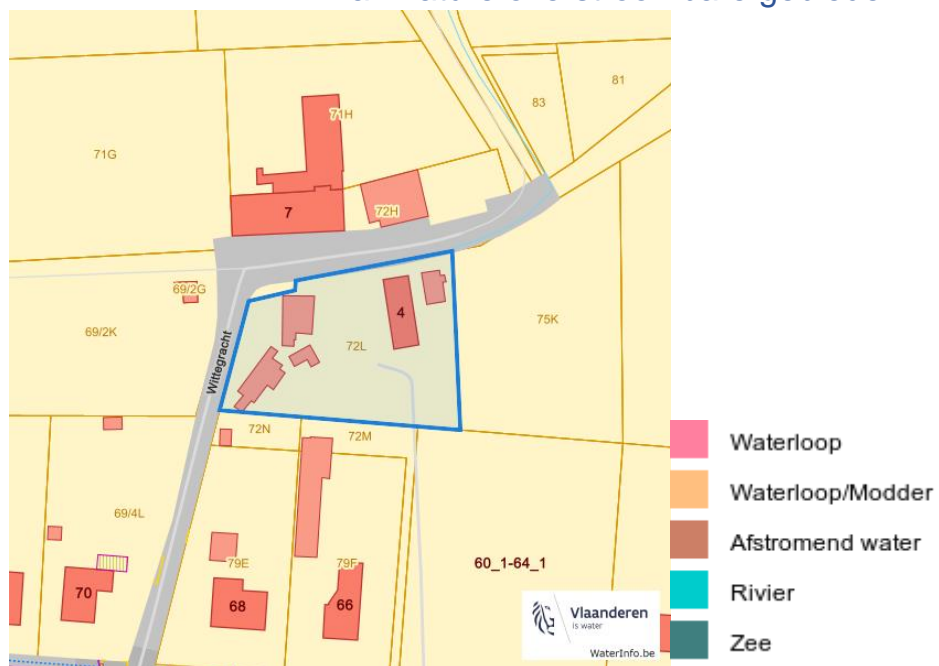 81
83
71H
71G
7
72H
69/2G
4
75K
69/2K
72L
Wittegracht
72N
72M
Waterloop
Waterloop/Modder
69/4L
Afstromend water
79E
79F
60_1-64_1
70
68
66
Rivier
Vlaanderen
is water
WaterInfo.be
Zee